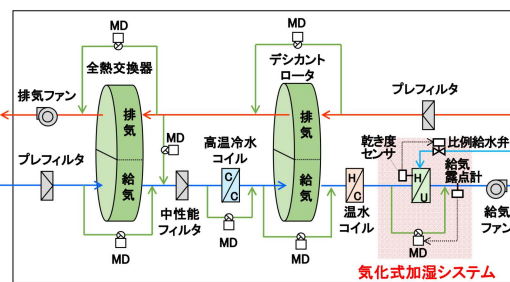 MD
MD
全熱交換器
デシカント
ロータ
排気ファン
プレフィルタ
排
気
排
気
MD
高温冷水
コイル
乾き度
センサ
比例給水弁
プレフィルタ
給気
露点計
給
気
C
C
給
気
H
C
H
U
中性能
フィルタ
温水
コイル
給気
ファン
MD
MD
MD
MD
気化式加湿システム